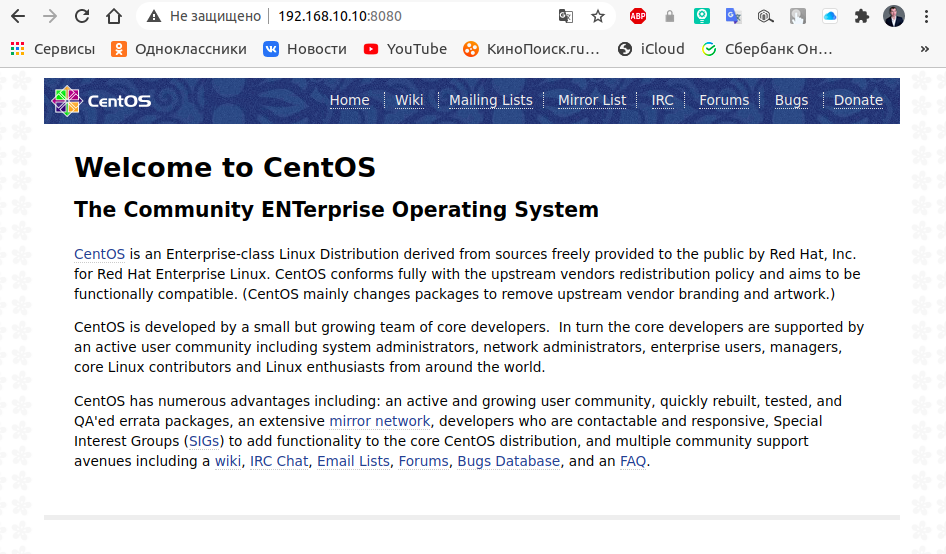 Не защищено 192.168.10.10:8080
ABP
Сервисы Одноклассники Новости YouTube КиноПоиск.ru... iCloud Сбербанк Он... »
CentOS Home Wiki Mailing Lists Mirror List IRC Forums Bugs Donate
Welcome to CentOS
The Community ENTerprise Operating System
CentOS is an Enterprise-class Linux Distribution derived from sources freely provided to the public by Red Hat, Inc.
for Red Hat Enterprise Linux. CentOS conforms fully with the upstream vendors redistribution policy and aims to be
functionally compatible. (CentOS mainly changes packages to remove upstream vendor branding and artwork.)
CentOS is developed by a small but growing team of core developers.  In turn the core developers are supported by
an active user community including system administrators, network administrators, enterprise users, managers,
core Linux contributors and Linux enthusiasts from around the world.
CentOS has numerous advantages including: an active and growing user community, quickly rebuilt, tested, and
QA'ed errata packages, an extensive mirror network, developers who are contactable and responsive, Special
Interest Groups (SIGs) to add functionality to the core CentOS distribution, and multiple community support
avenues including a wiki, IRC Chat, Email Lists, Forums, Bugs Database, and an FAQ.